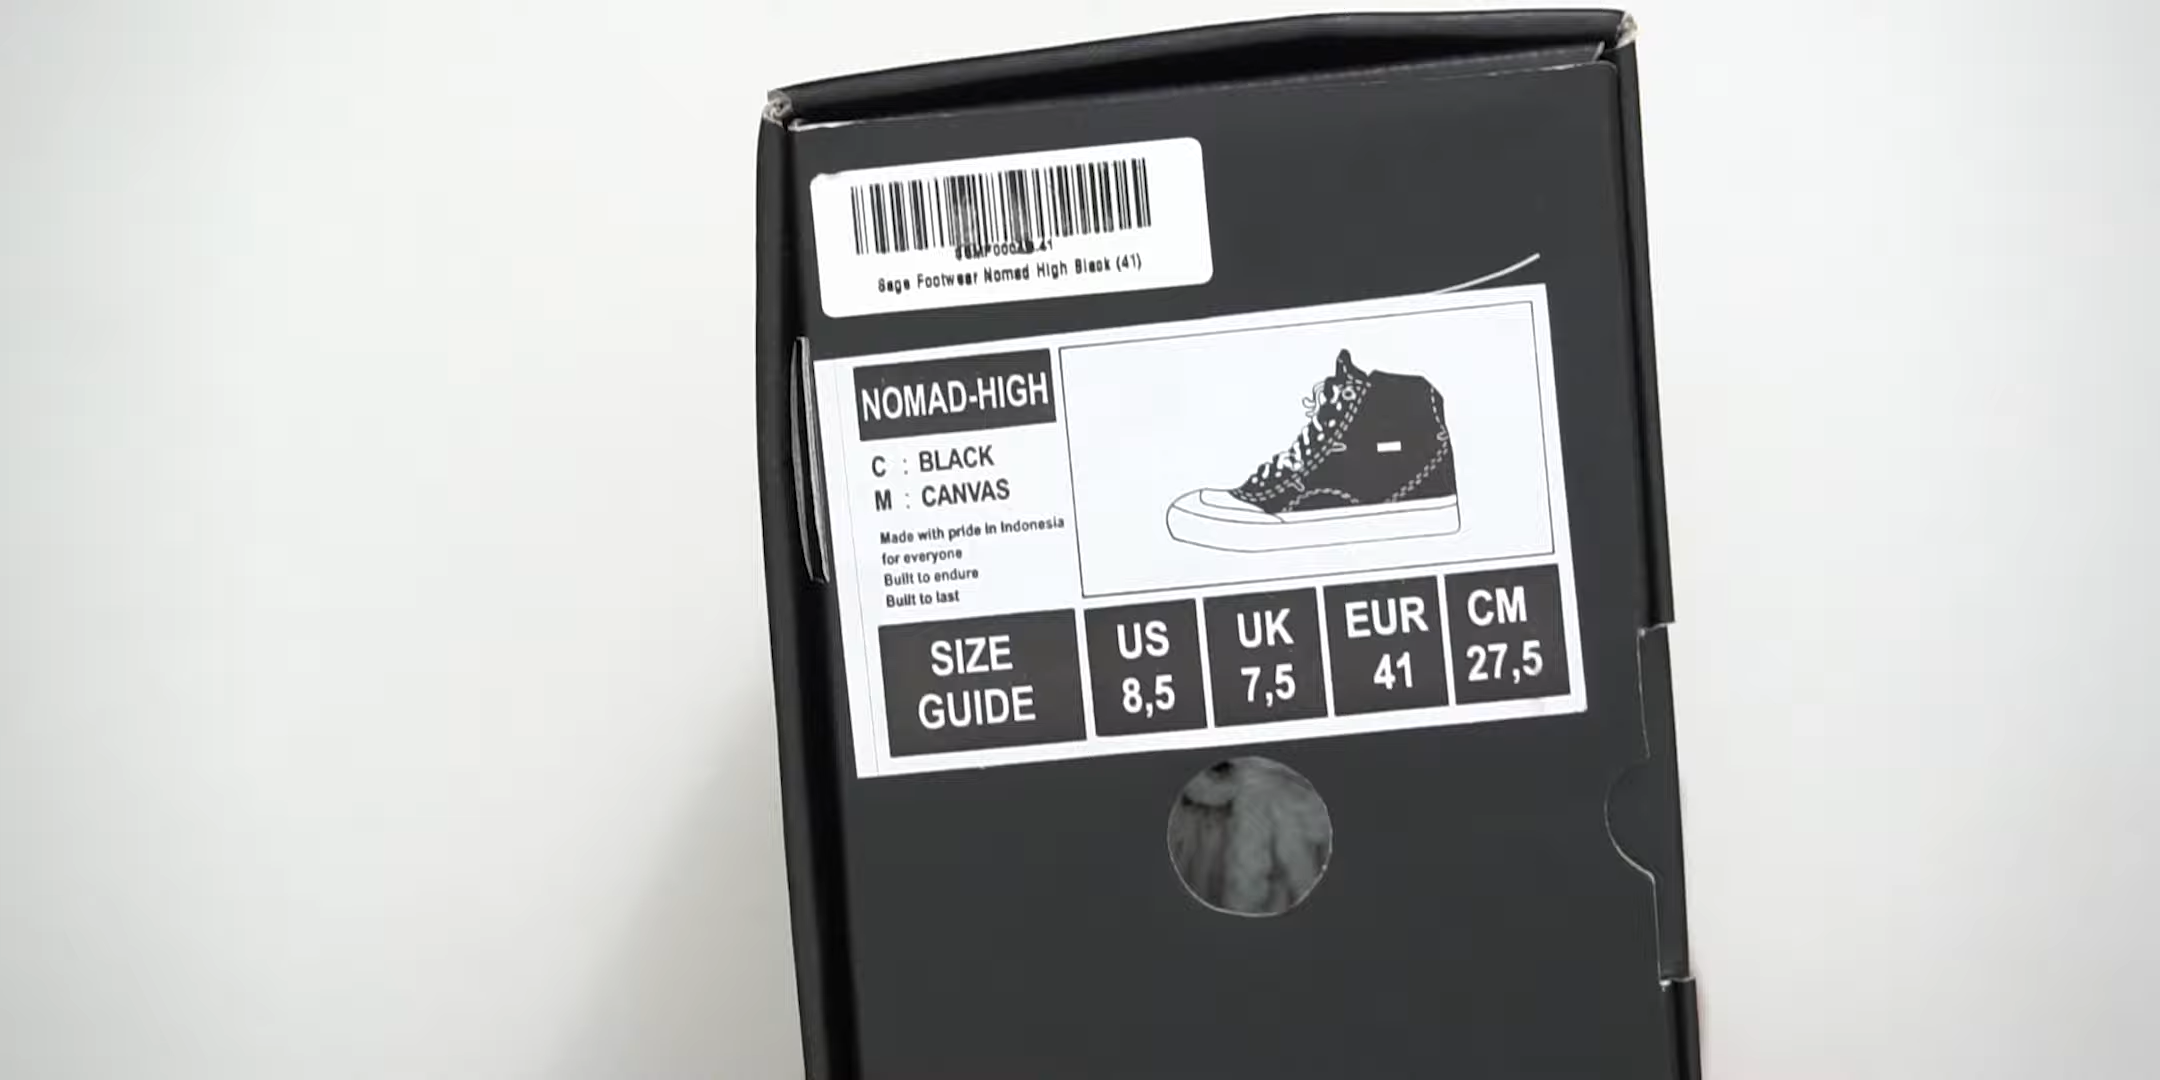 Sage Footwear Nomad High Black (41)
NOMAD-HIGH
C : BLACK
M : CANVAS
Made with pride in Indonesia
for everyone
Built to endure
Built to last
SIZE
GUIDE
US
8,5
UK
7,5
EUR
41
CM
27,5